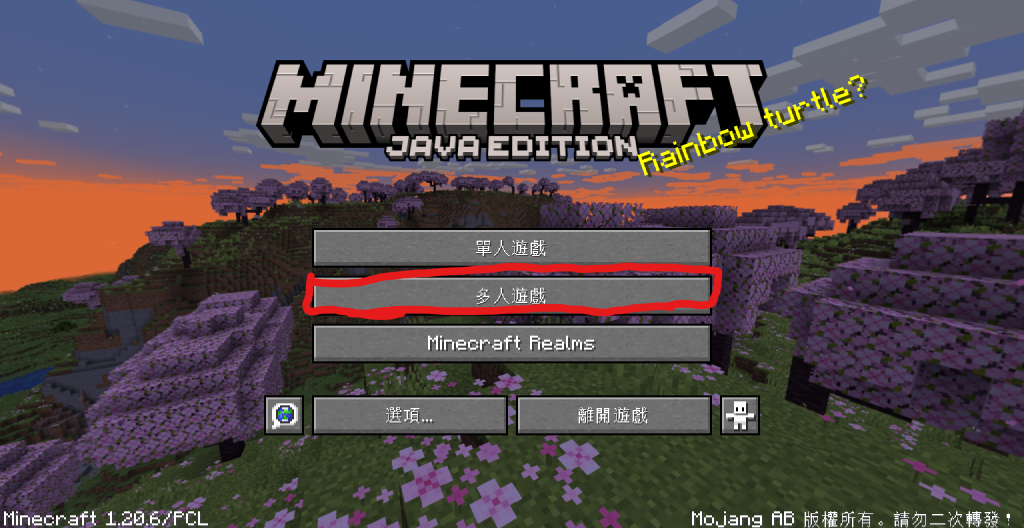 MINECRAFT
JAVA EDITION
Rainbow turtle?
單人遊戲
多人遊戲
Minecraft Realms
選項...
離開遊戲
Minecraft 1.20.6/PCL
Mojang AB 版權所有。請勿二次轉發！